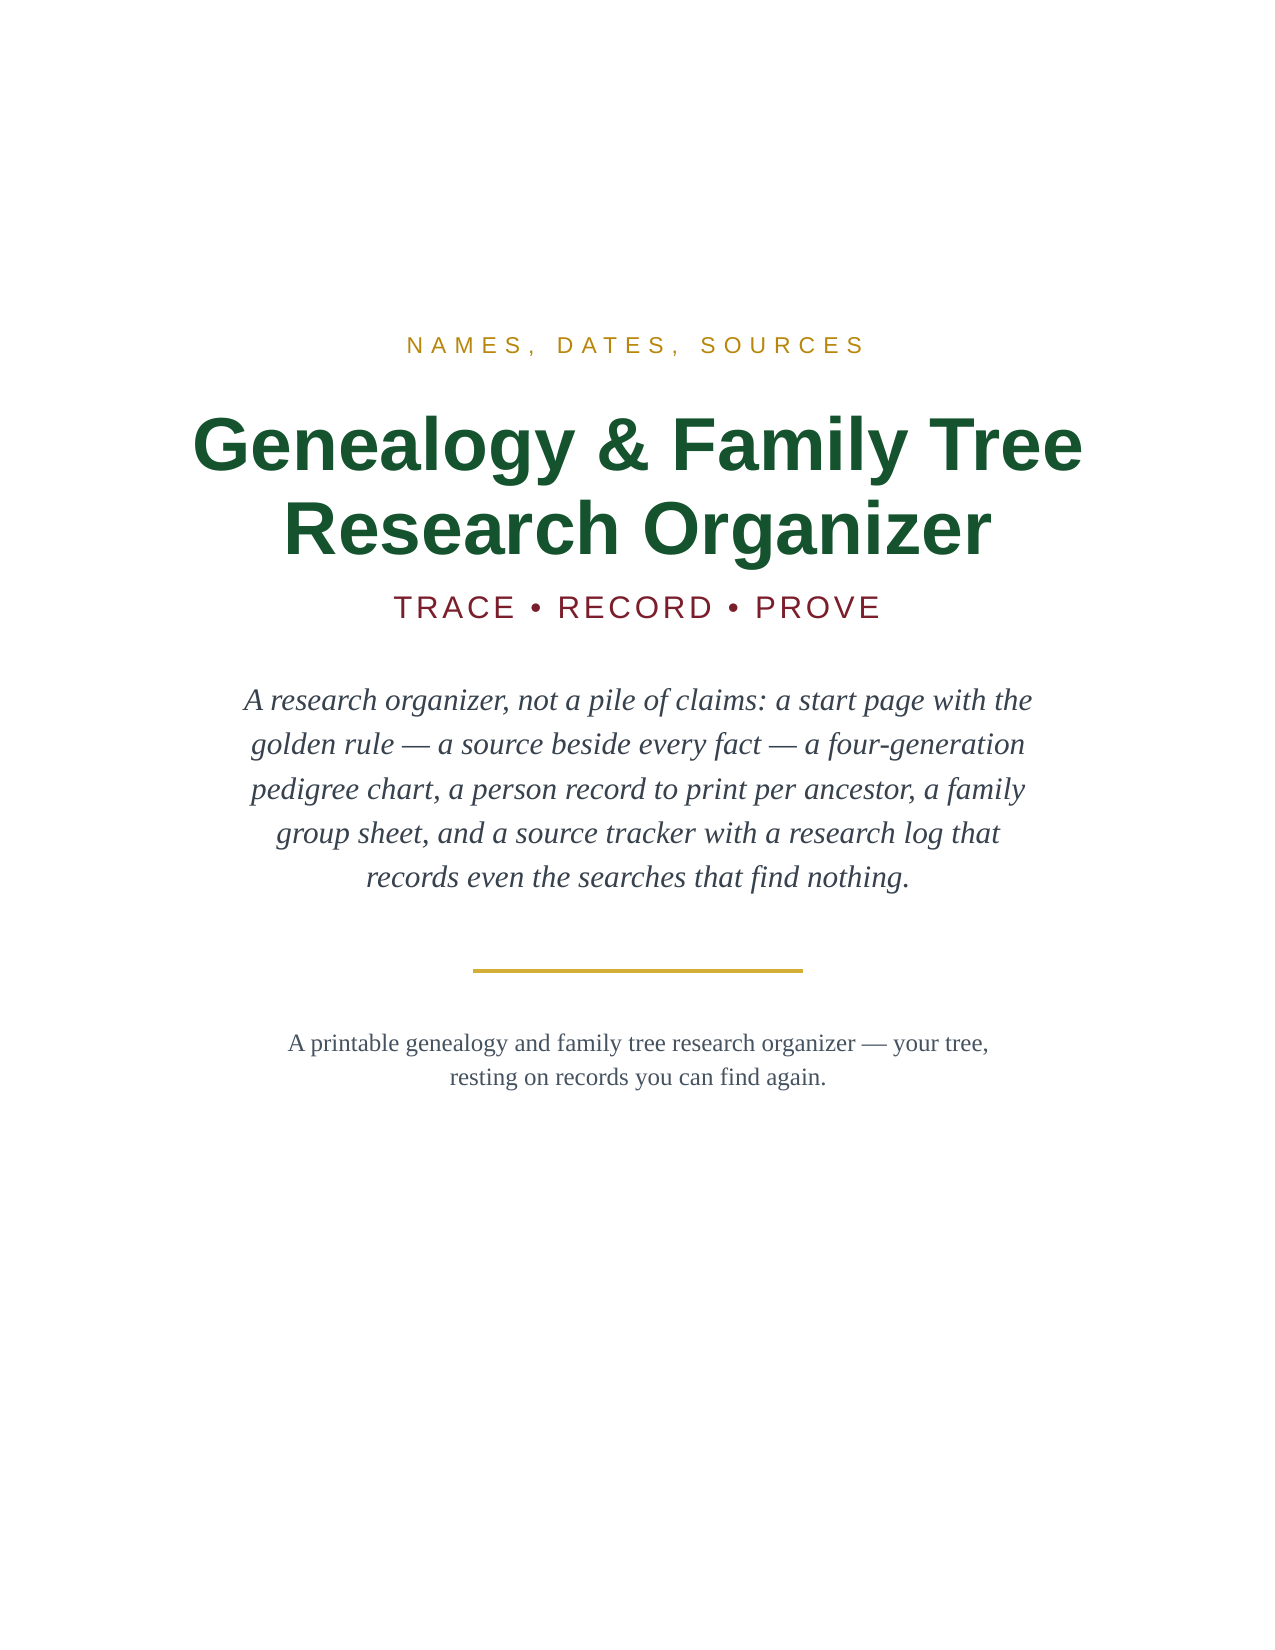 NAMES, DATES, SOURCES
Genealogy & Family Tree
Research Organizer
TRACE • RECORD • PROVE
A research organizer, not a pile of claims: a start page with the
golden rule — a source beside every fact — a four-generation
pedigree chart, a person record to print per ancestor, a family
group sheet, and a source tracker with a research log that
records even the searches that find nothing.
A printable genealogy and family tree research organizer — your tree,
resting on records you can find again.